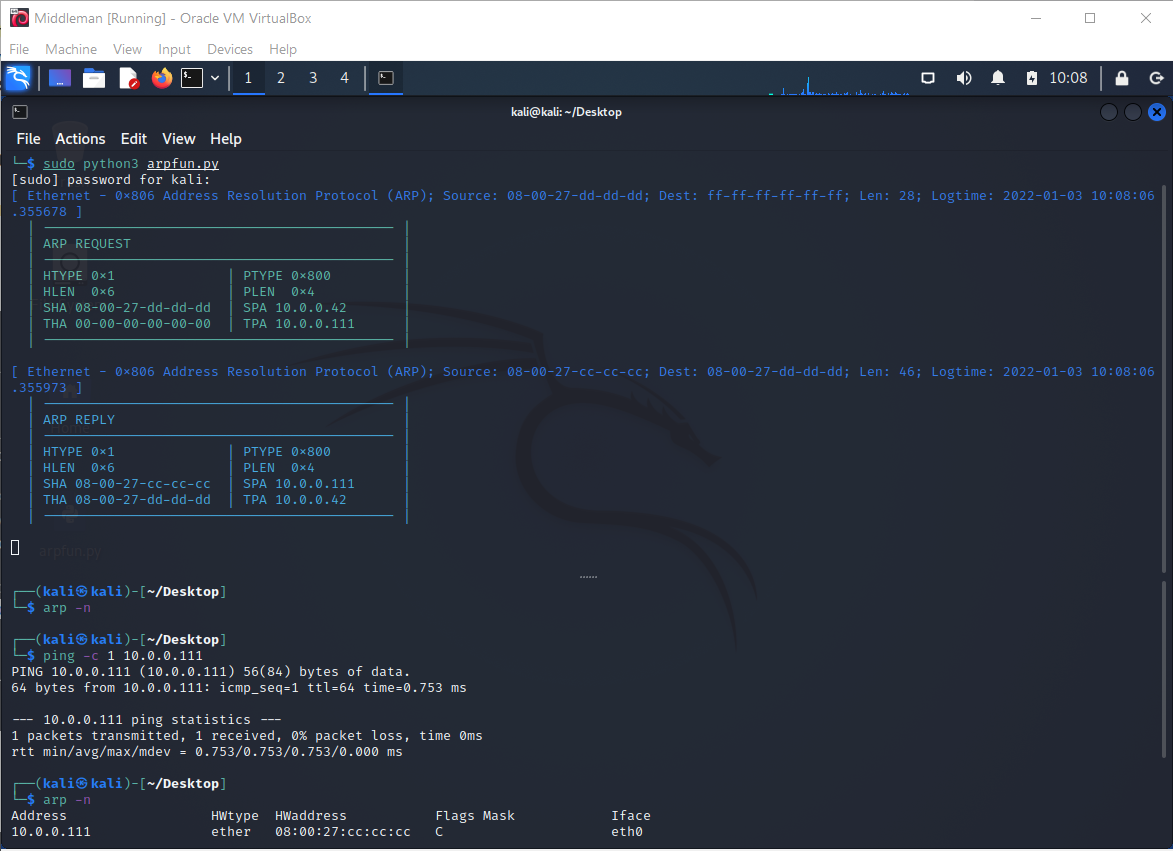 Middleman [Running] - Oracle VM VirtualBox
File Machine View Input Devices Help
1 2 3 4 10:08
kali@kali: ~/Desktop
File Actions Edit View Help
└─$ sudo python3 arpfun.py
[sudo] password for kali:
[ Ethernet - 0×806 Address Resolution Protocol (ARP); Source: 08-00-27-dd-dd-dd; Dest: ff-ff-ff-ff-ff-ff; Len: 28; Logtime: 2022-01-03 10:08:06
.355678 ]
ARP REQUEST
HTYPE 0×1 | PTYPE 0×800
HLEN 0×6 | PLEN 0×4
SHA 08-00-27-dd-dd-dd | SPA 10.0.0.42
THA 00-00-00-00-00-00 | TPA 10.0.0.111
[ Ethernet - 0×806 Address Resolution Protocol (ARP); Source: 08-00-27-cc-cc-cc; Dest: 08-00-27-dd-dd-dd; Len: 46; Logtime: 2022-01-03 10:08:06
.355973 ]
ARP REPLY
HTYPE 0×1 | PTYPE 0×800
HLEN 0×6 | PLEN 0×4
SHA 08-00-27-cc-cc-cc | SPA 10.0.0.111
THA 08-00-27-dd-dd-dd | TPA 10.0.0.42
arpfun.py
┌──(kali㉿kali)-[~/Desktop]
└─$ arp -n
┌──(kali㉿kali)-[~/Desktop]
└─$ ping -c 1 10.0.0.111
PING 10.0.0.111 (10.0.0.111) 56(84) bytes of data.
64 bytes from 10.0.0.111: icmp_seq=1 ttl=64 time=0.753 ms
--- 10.0.0.111 ping statistics ---
1 packets transmitted, 1 received, 0% packet loss, time 0ms
rtt min/avg/max/mdev = 0.753/0.753/0.753/0.000 ms
┌──(kali㉿kali)-[~/Desktop]
└─$ arp -n
Address HWtype HWaddress Flags Mask Iface
10.0.0.111 ether 08:00:27:cc:cc:cc C eth0